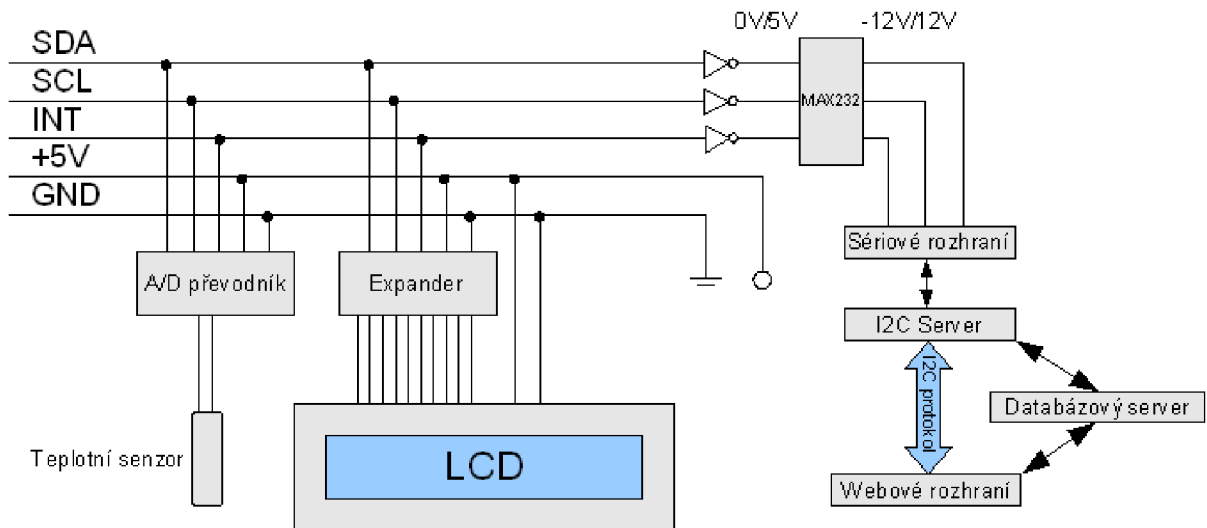 0V/5V
-12V/12V
SDA
SCL
INT
+5V
GND
MAX232
Sériové rozhraní
A/D převodník
Expander
I2C Server
I2C protokol
Databázový server
Teplotní senzor
LCD
Webové rozhraní